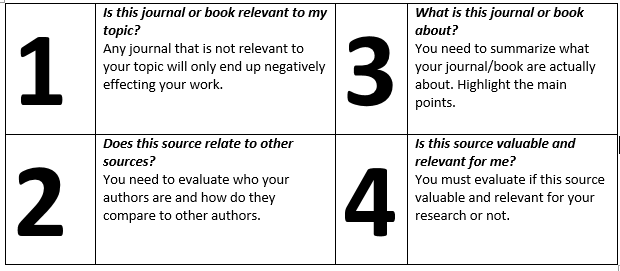 1
Is this journal or book relevant to my
topic?
Any journal that is not relevant to
your topic will only end up negatively
effecting your work.
3
What is this journal or book
about?
You need to summarize what
your journal/book are actually
about. Highlight the main
points.
2
Does this source relate to other
sources?
You need to evaluate who your
authors are and how do they
compare to other authors.
4
Is this source valuable and
relevant for me?
You must evaluate if this source
valuable and relevant for your
research or not.